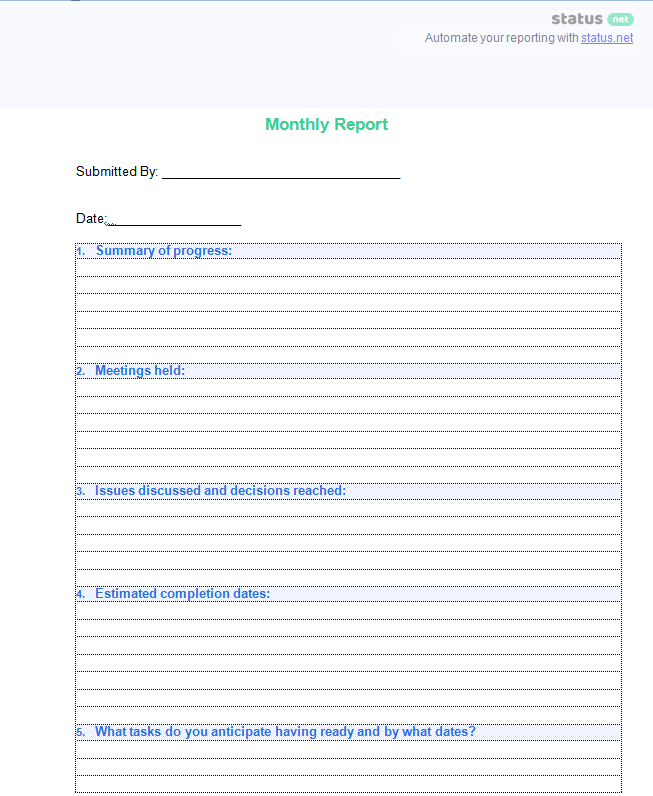 status net
Automate your reporting with status.net
Monthly Report
Submitted By: ___________________________________
Date:____________________
1. Summary of progress:
2. Meetings held:
3. Issues discussed and decisions reached:
4. Estimated completion dates:
5. What tasks do you anticipate having ready and by what dates?